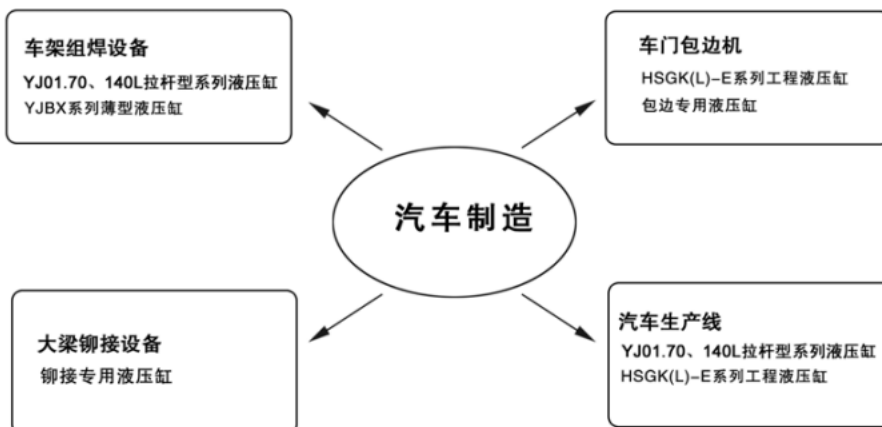 车架组焊设备
YJ01.70、140L拉杆型系列液压缸
YJBX系列薄型液压缸
车门包边机
HSGK(L)-E系列工程液压缸
包边专用液压缸
汽车制造
大梁铆接设备
铆接专用液压缸
汽车生产线
YJ01.70、140L拉杆型系列液压缸
HSGK(L)-E系列工程液压缸